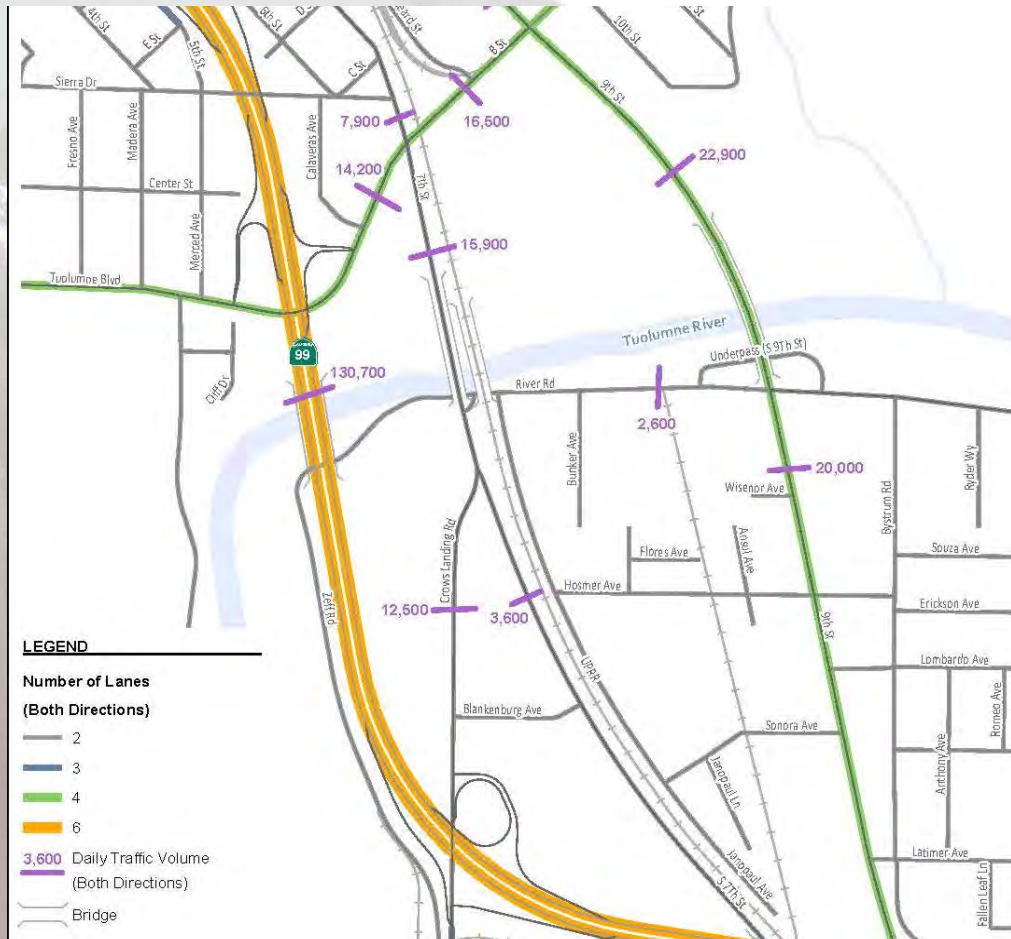 4th St
E St
5th St
6th St
D S
C St
eard St
B St
10th St
St
9th St
Sierra Dr
7,900
16,500
Fresno Ave
Madera Ave
Calaveras Ave
14,200
22,900
Center St
7th St
Merced Ave
15,900
Tuolumne Blvd
Tuolumne River
CALIFORNIA
99
Underpass (S 9Th St)
130,700
Cliff Dr
River Rd
2,600
Bunker Ave
20,000
Wisenor Ave
Bystrum Rd
Ryder Wy
Crows Landing Rd
Flores Ave
Ansul Ave
Souza Ave
Hosmer Ave
Zeff Rd
12,500
3,600
Erickson Ave
9th St
UPRR
Lombardo Ave
Romeo Ave
Blankenburg Ave
Sonora Ave
Anthony Ave
Janopaul Ln
Janopaul Ave
S 7Th St
Latimer Ave
Fallen Leaf Ln
LEGEND
Number of Lanes
(Both Directions)
2
3
4
6
3,600 Daily Traffic Volume
(Both Directions)
Bridge